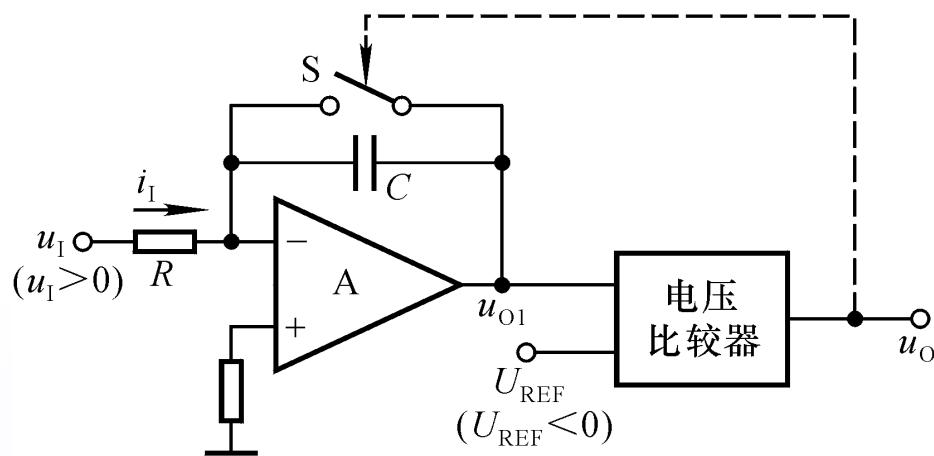 S
C
i_I
u_I
(u_I>0)
R
−
A
+
u_O1
电压
比较器
U_REF
(U_REF<0)
u_O